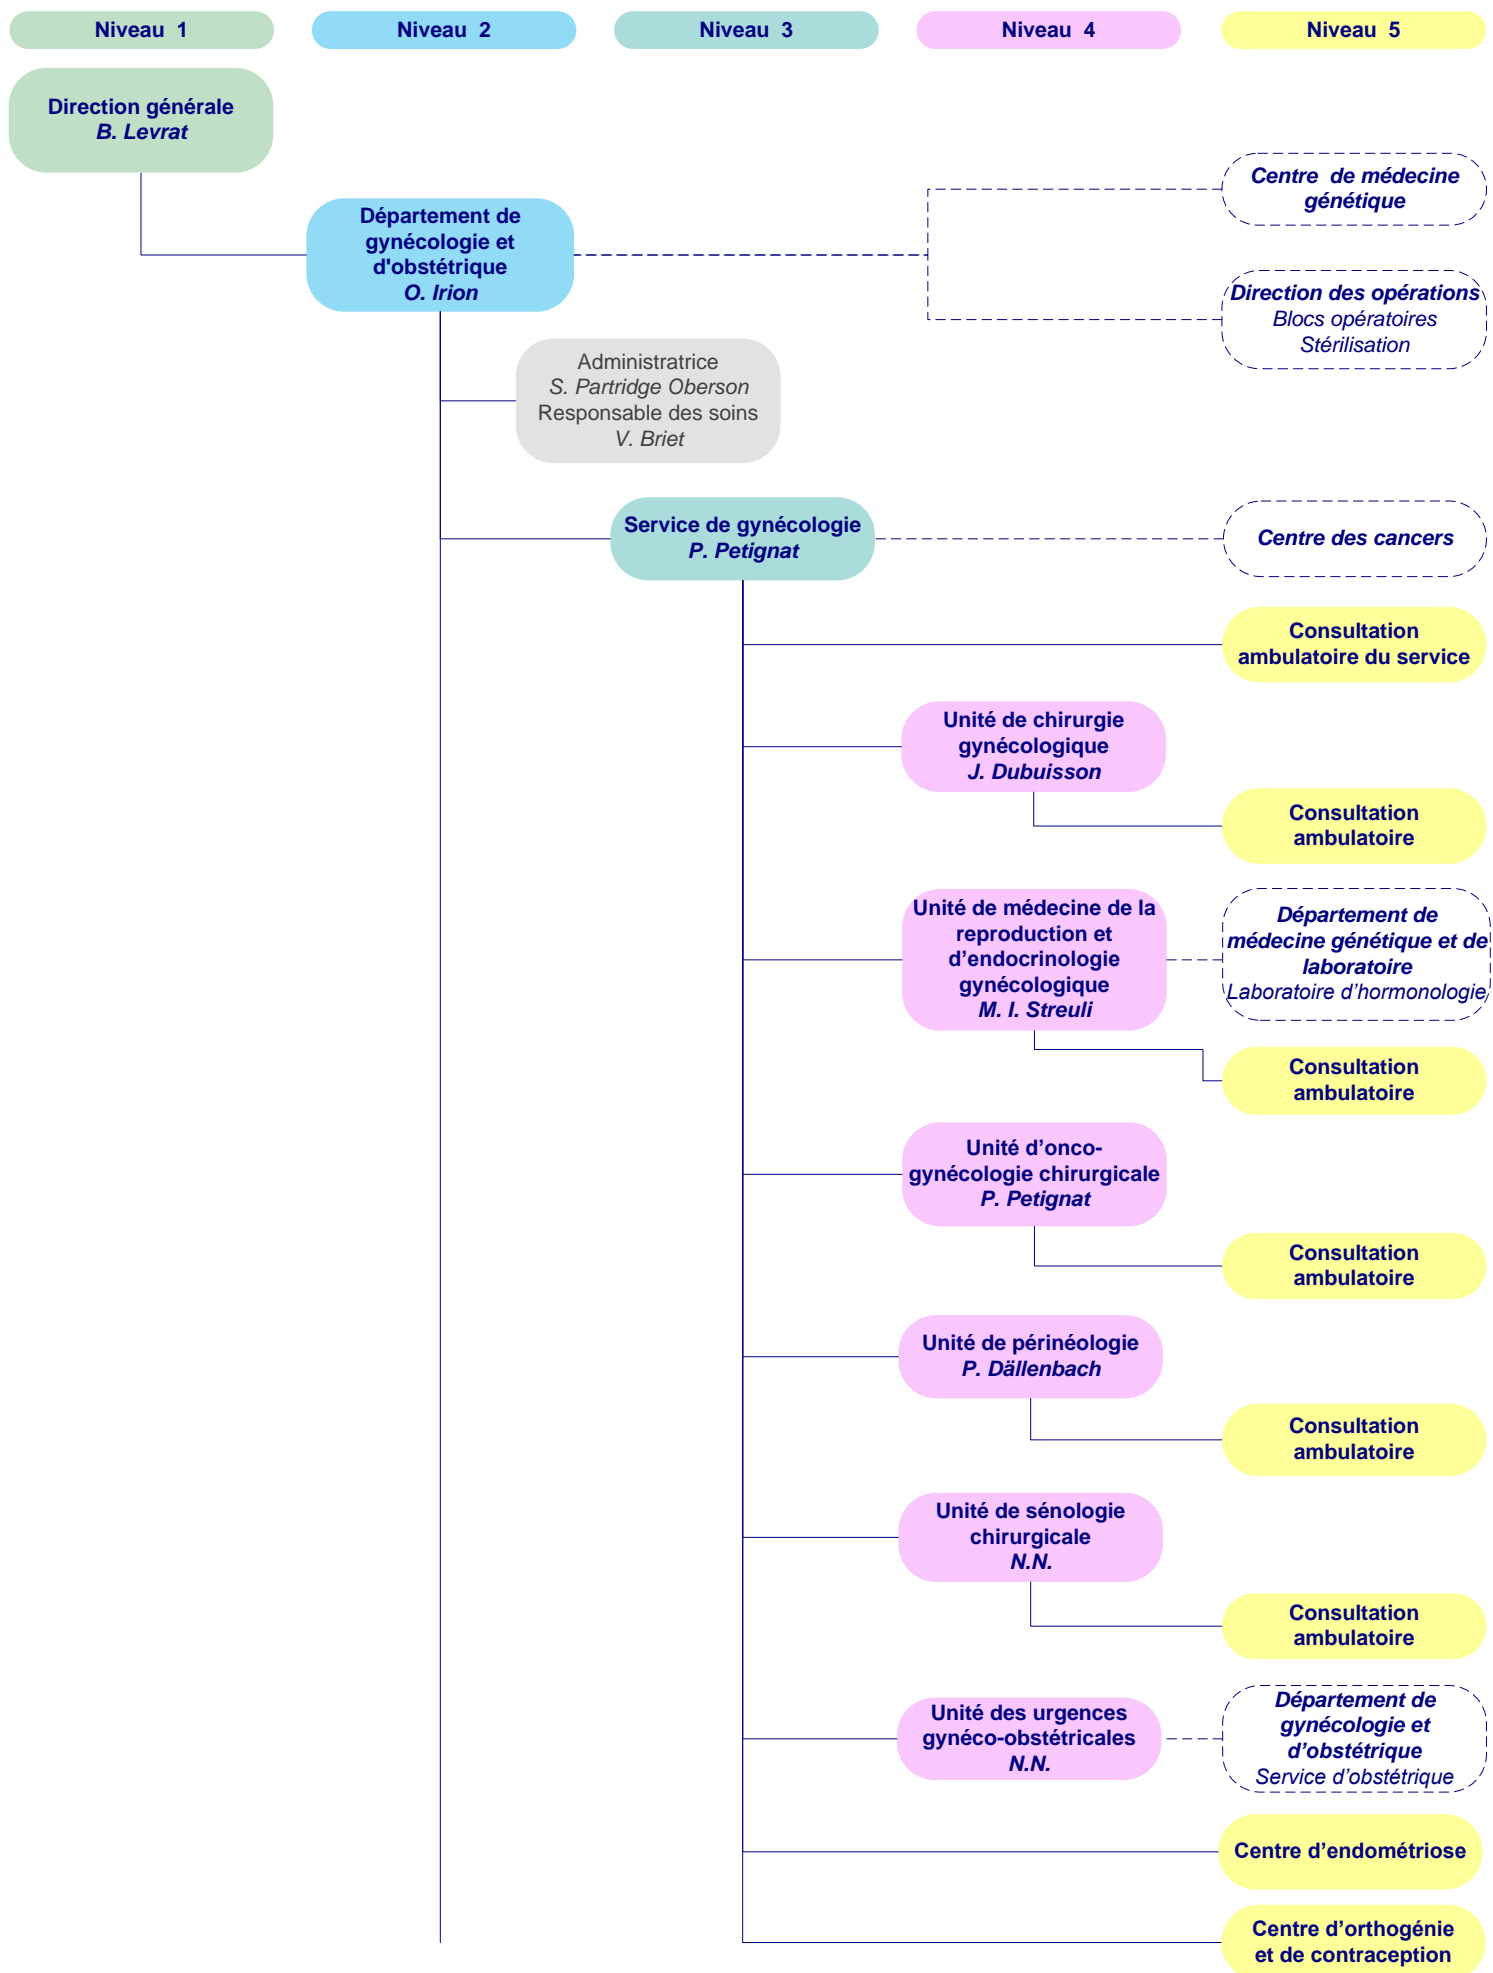 Niveau  1
Niveau  2
Niveau  3
Niveau  4
Niveau  5
Direction générale
B. Levrat
Centre  de médecine
génétique
Département de
gynécologie et
d'obstétrique
O. Irion
Direction des opérations
Blocs opératoires
Stérilisation
Administratrice
S. Partridge Oberson
Responsable des soins
V. Briet
Service de gynécologie
P. Petignat
Centre des cancers
Consultation
ambulatoire du service
Unité de chirurgie
gynécologique
J. Dubuisson
Consultation
ambulatoire
Unité de médecine de la
reproduction et
d’endocrinologie
gynécologique
M. I. Streuli
Département de
médecine génétique et de
laboratoire
Laboratoire d’hormonologie
Consultation
ambulatoire
Unité d’onco-
gynécologie chirurgicale
P. Petignat
Consultation
ambulatoire
Unité de périnéologie
P. Dällenbach
Consultation
ambulatoire
Unité de sénologie
chirurgicale
N.N.
Consultation
ambulatoire
Unité des urgences
gynéco-obstétricales
N.N.
Département de
gynécologie et
d’obstétrique
Service d’obstétrique
Centre d’endométriose
Centre d’orthogénie
et de contraception